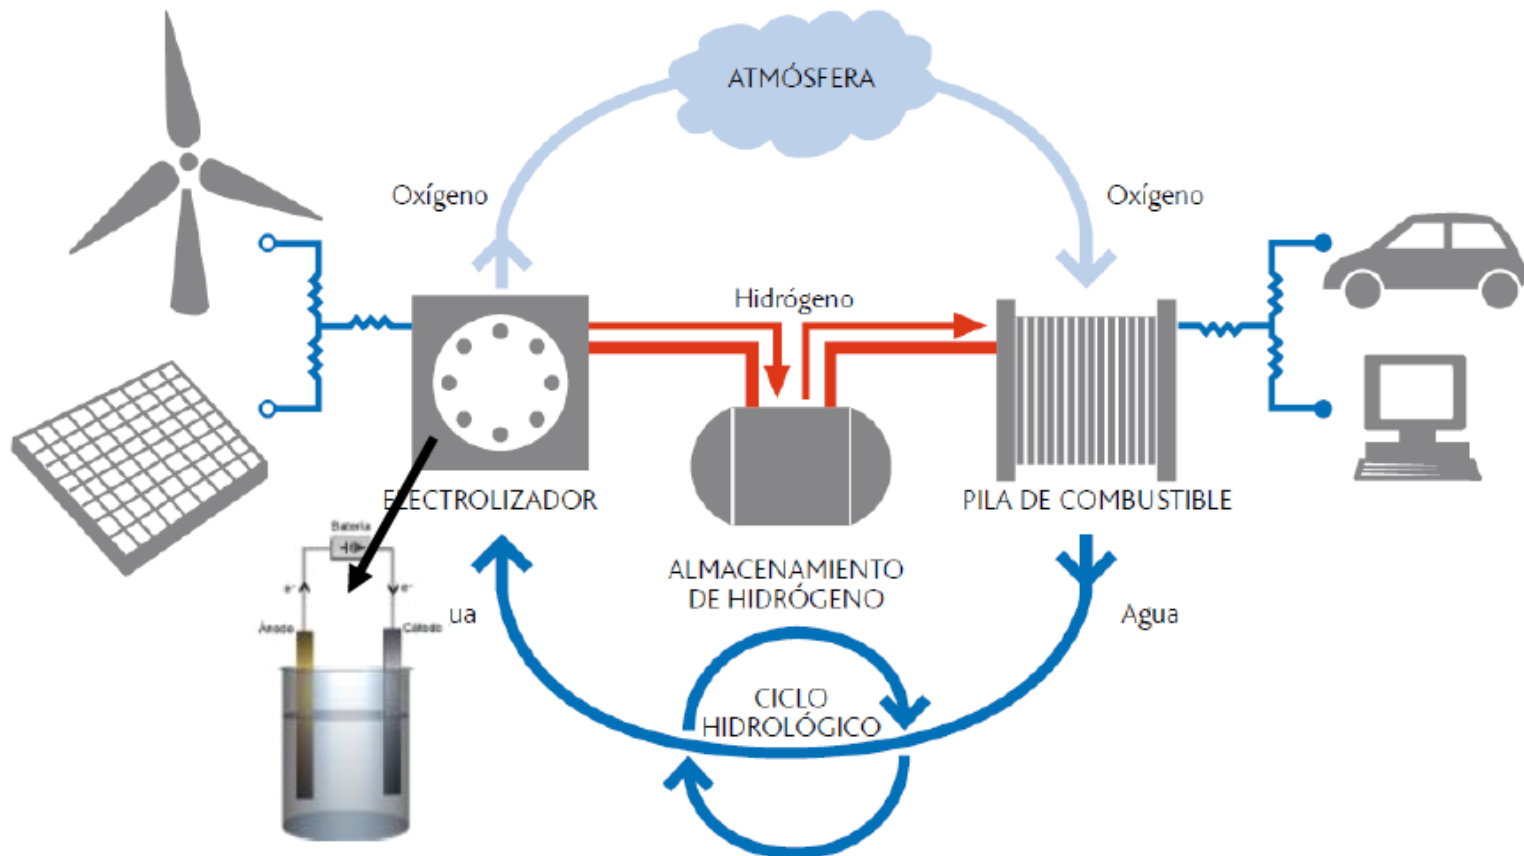 ATMÓSFERA
Oxígeno
Oxígeno
Hidrógeno
ELECTROLIZADOR
PILA DE COMBUSTIBLE
Batería
ALMACENAMIENTO
DE HIDRÓGENO
e⁻
e⁻
Ánodo
Cátodo
ua
Agua
CICLO
HIDROLÓGICO